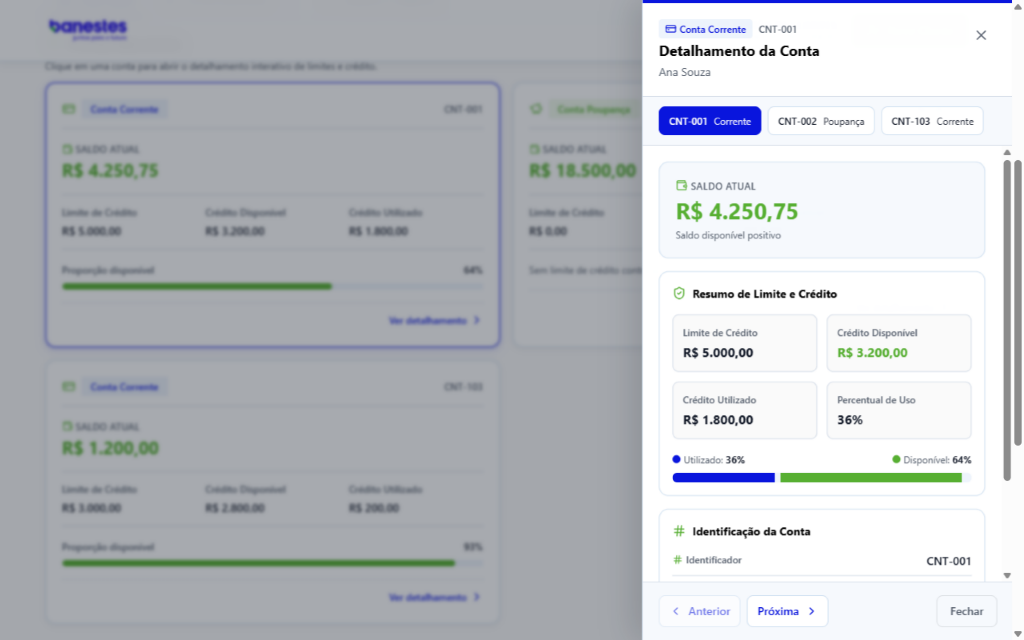 banestes
Clique em uma conta para abrir o detalhamento interativo de limites e crédito.
Conta Corrente
CNT-001
SALDO ATUAL
R$ 4.250,75
Limite de Crédito
Crédito Disponível
Crédito Utilizado
R$ 5.000,00
R$ 3.200,00
R$ 1.800,00
Proporção disponível
64%
Ver detalhamento
Conta Poupança
SALDO ATUAL
R$ 18.500,00
Limite de Crédito
R$ 0,00
Sem limite de crédito
Conta Corrente
CNT-103
SALDO ATUAL
R$ 1.200,00
Limite de Crédito
Crédito Disponível
Crédito Utilizado
R$ 3.000,00
R$ 2.800,00
R$ 200,00
Proporção disponível
93%
Ver detalhamento
Conta Corrente CNT-001
Detalhamento da Conta
Ana Souza
CNT-001 Corrente
CNT-002 Poupança
CNT-103 Corrente
SALDO ATUAL
R$ 4.250,75
Saldo disponível positivo
Resumo de Limite e Crédito
Limite de Crédito
R$ 5.000,00
Crédito Disponível
R$ 3.200,00
Crédito Utilizado
R$ 1.800,00
Percentual de Uso
36%
Utilizado: 36%
Disponível: 64%
# Identificação da Conta
# Identificador
CNT-001
Anterior
Próxima
Fechar